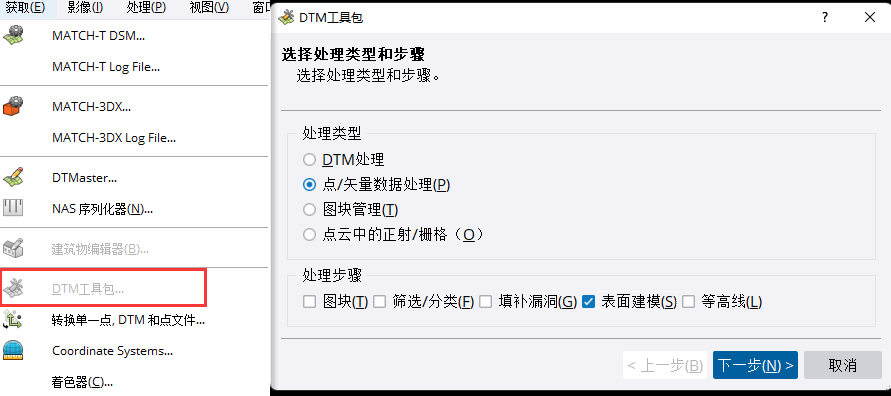 获取(E) 影像(I) 处理(P) 视图(V) 窗口
MATCH-T DSM...
MATCH-T Log File...
MATCH-3DX...
MATCH-3DX Log File...
DTMaster...
NAS 序列化器(N)...
建筑物编辑器(B)...
DTM工具包...
转换单一点, DTM 和点文件...
Coordinate Systems...
着色器(C)...
DTM工具包 ?
选择处理类型和步骤
选择处理类型和步骤。
处理类型
DTM处理
点/矢量数据处理(P)
图块管理(T)
点云中的正射/栅格（O）
处理步骤
图块(T) 筛选/分类(F) 填补漏洞(G) 表面建模(S) 等高线(L)
< 上一步(B) 下一步(N) > 取消